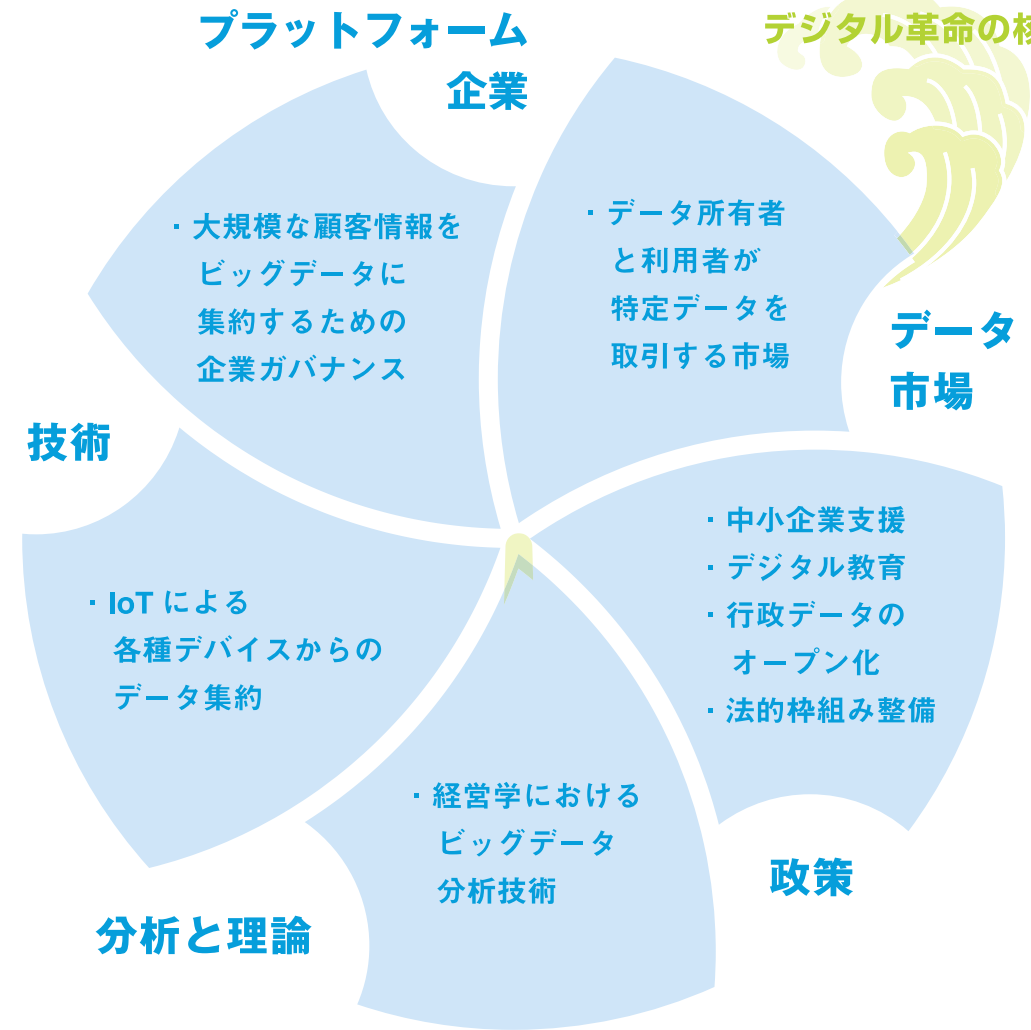 プラットフォーム
企業
デジタル革命の核
・大規模な顧客情報を
ビッグデータに
集約するための
企業ガバナンス
・データ所有者
と利用者が
特定データを
取引する市場
データ
市場
技術
・IoTによる
各種デバイスからの
データ集約
・中小企業支援
・デジタル教育
・行政データの
オープン化
・法的枠組み整備
政策
・経営学における
ビッグデータ
分析技術
分析と理論